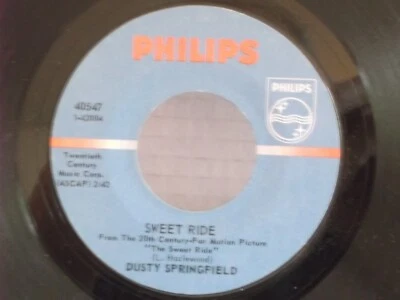 PHILIPS
PHILIPS
40547
Twentieth
Century
Music Corp.
(ASCAP) 2:42
SWEET RIDE
From The 20th Century-Fox Motion Picture
"The Sweet Ride"
(L. Hazlewood)
DUSTY SPRINGFIELD